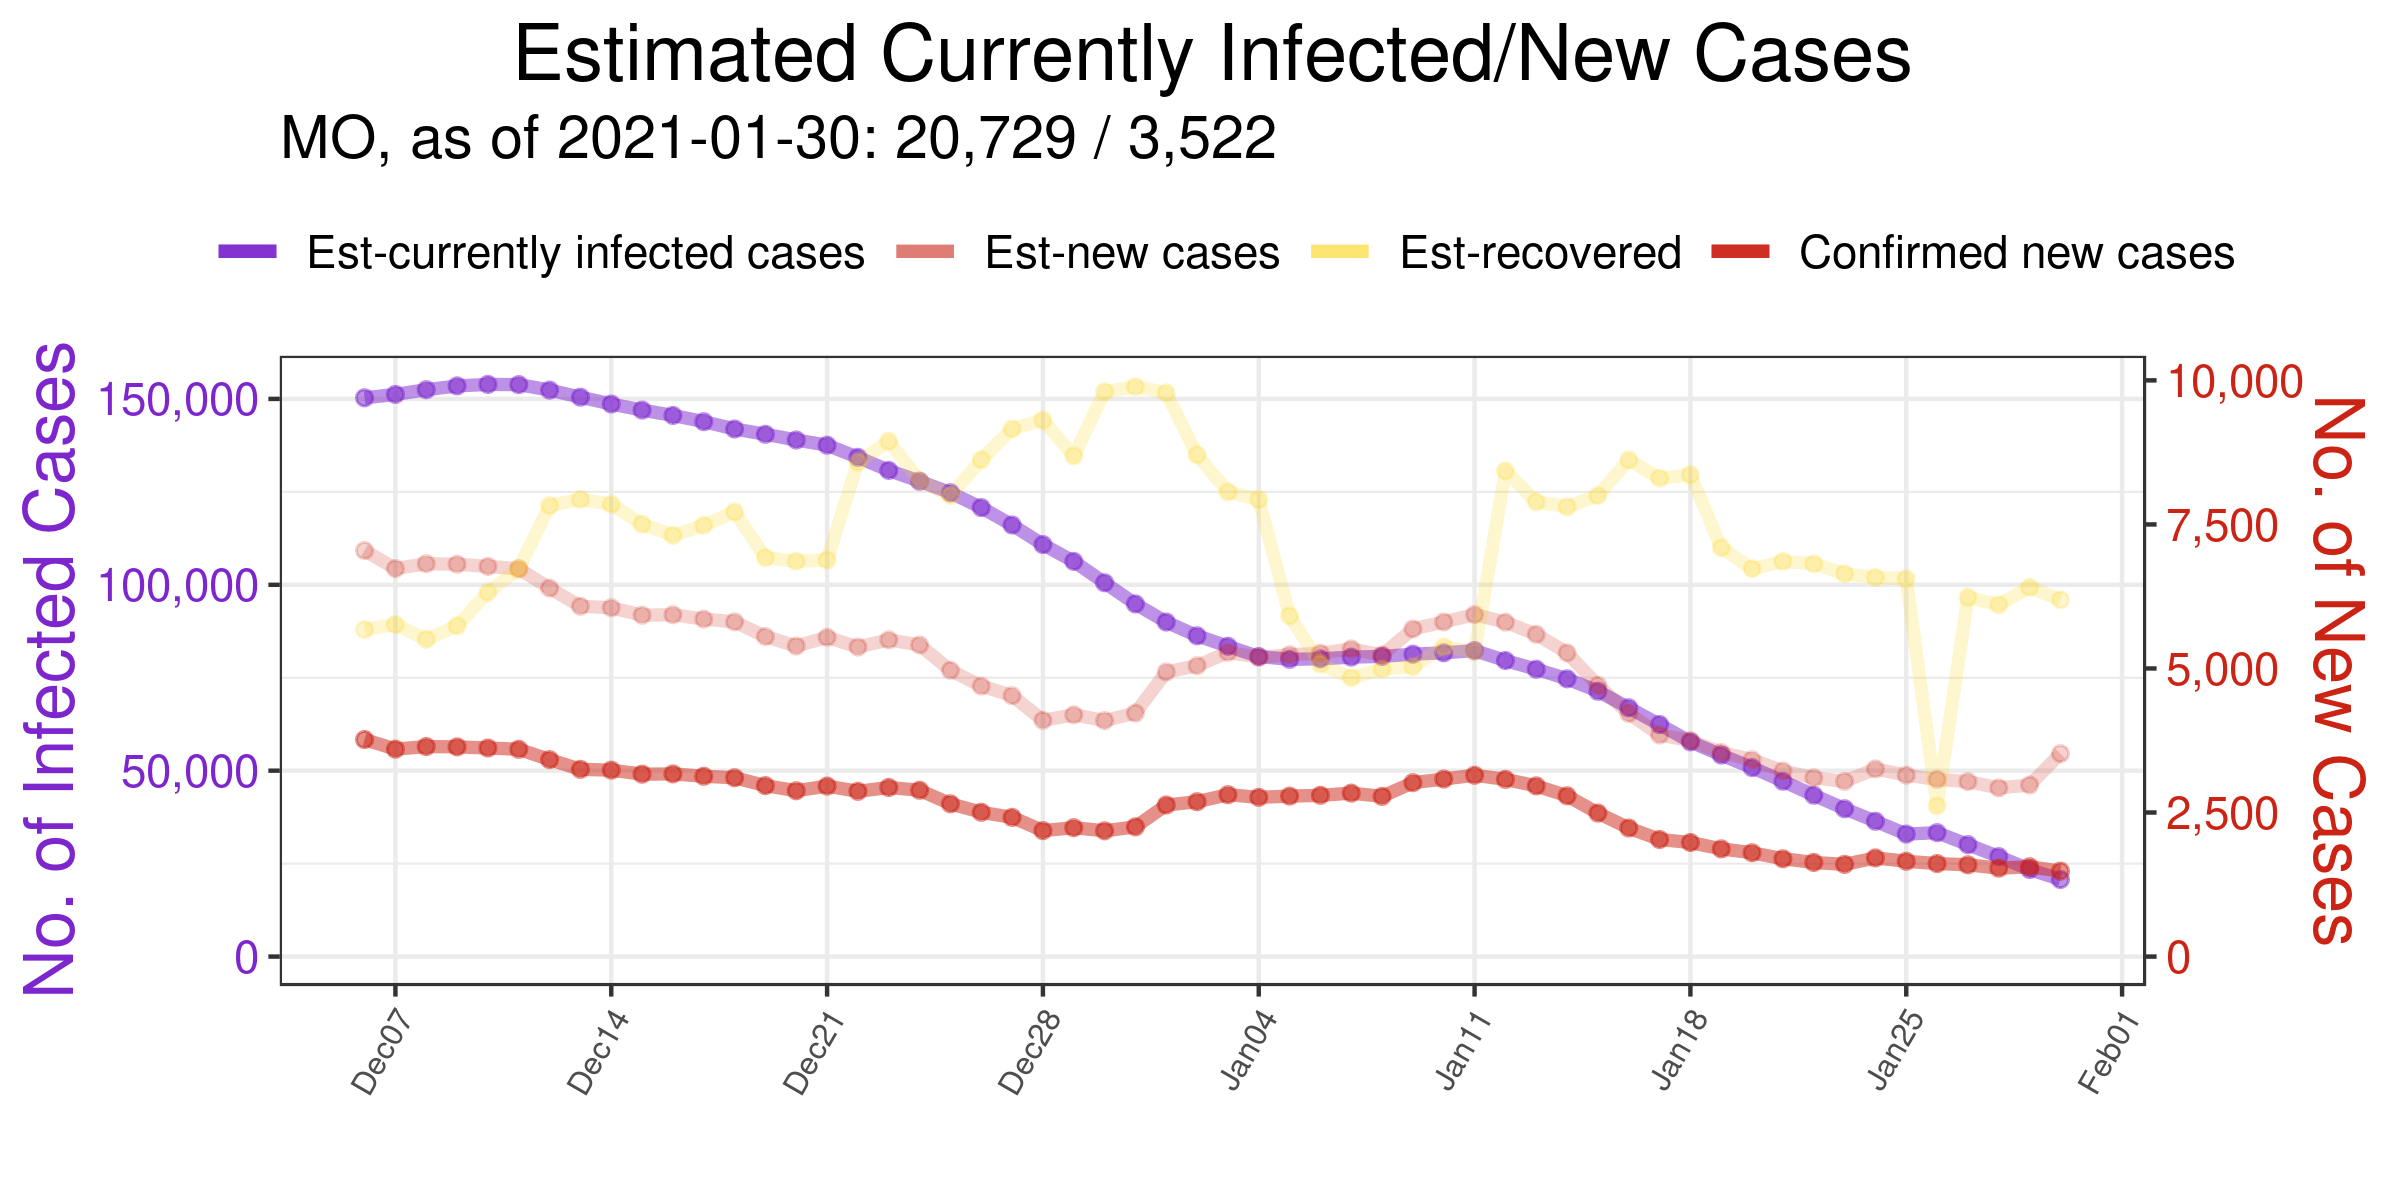 Estimated Currently Infected/New Cases
MO, as of 2021-01-30: 20,729 / 3,522
Est-currently infected cases Est-new cases Est-recovered Confirmed new cases
No. of Infected Cases
150,000
100,000
50,000
0
10,000
7,500
5,000
2,500
0
No. of New Cases
Dec07 Dec14 Dec21 Dec28 Jan04 Jan11 Jan18 Jan25 Feb01